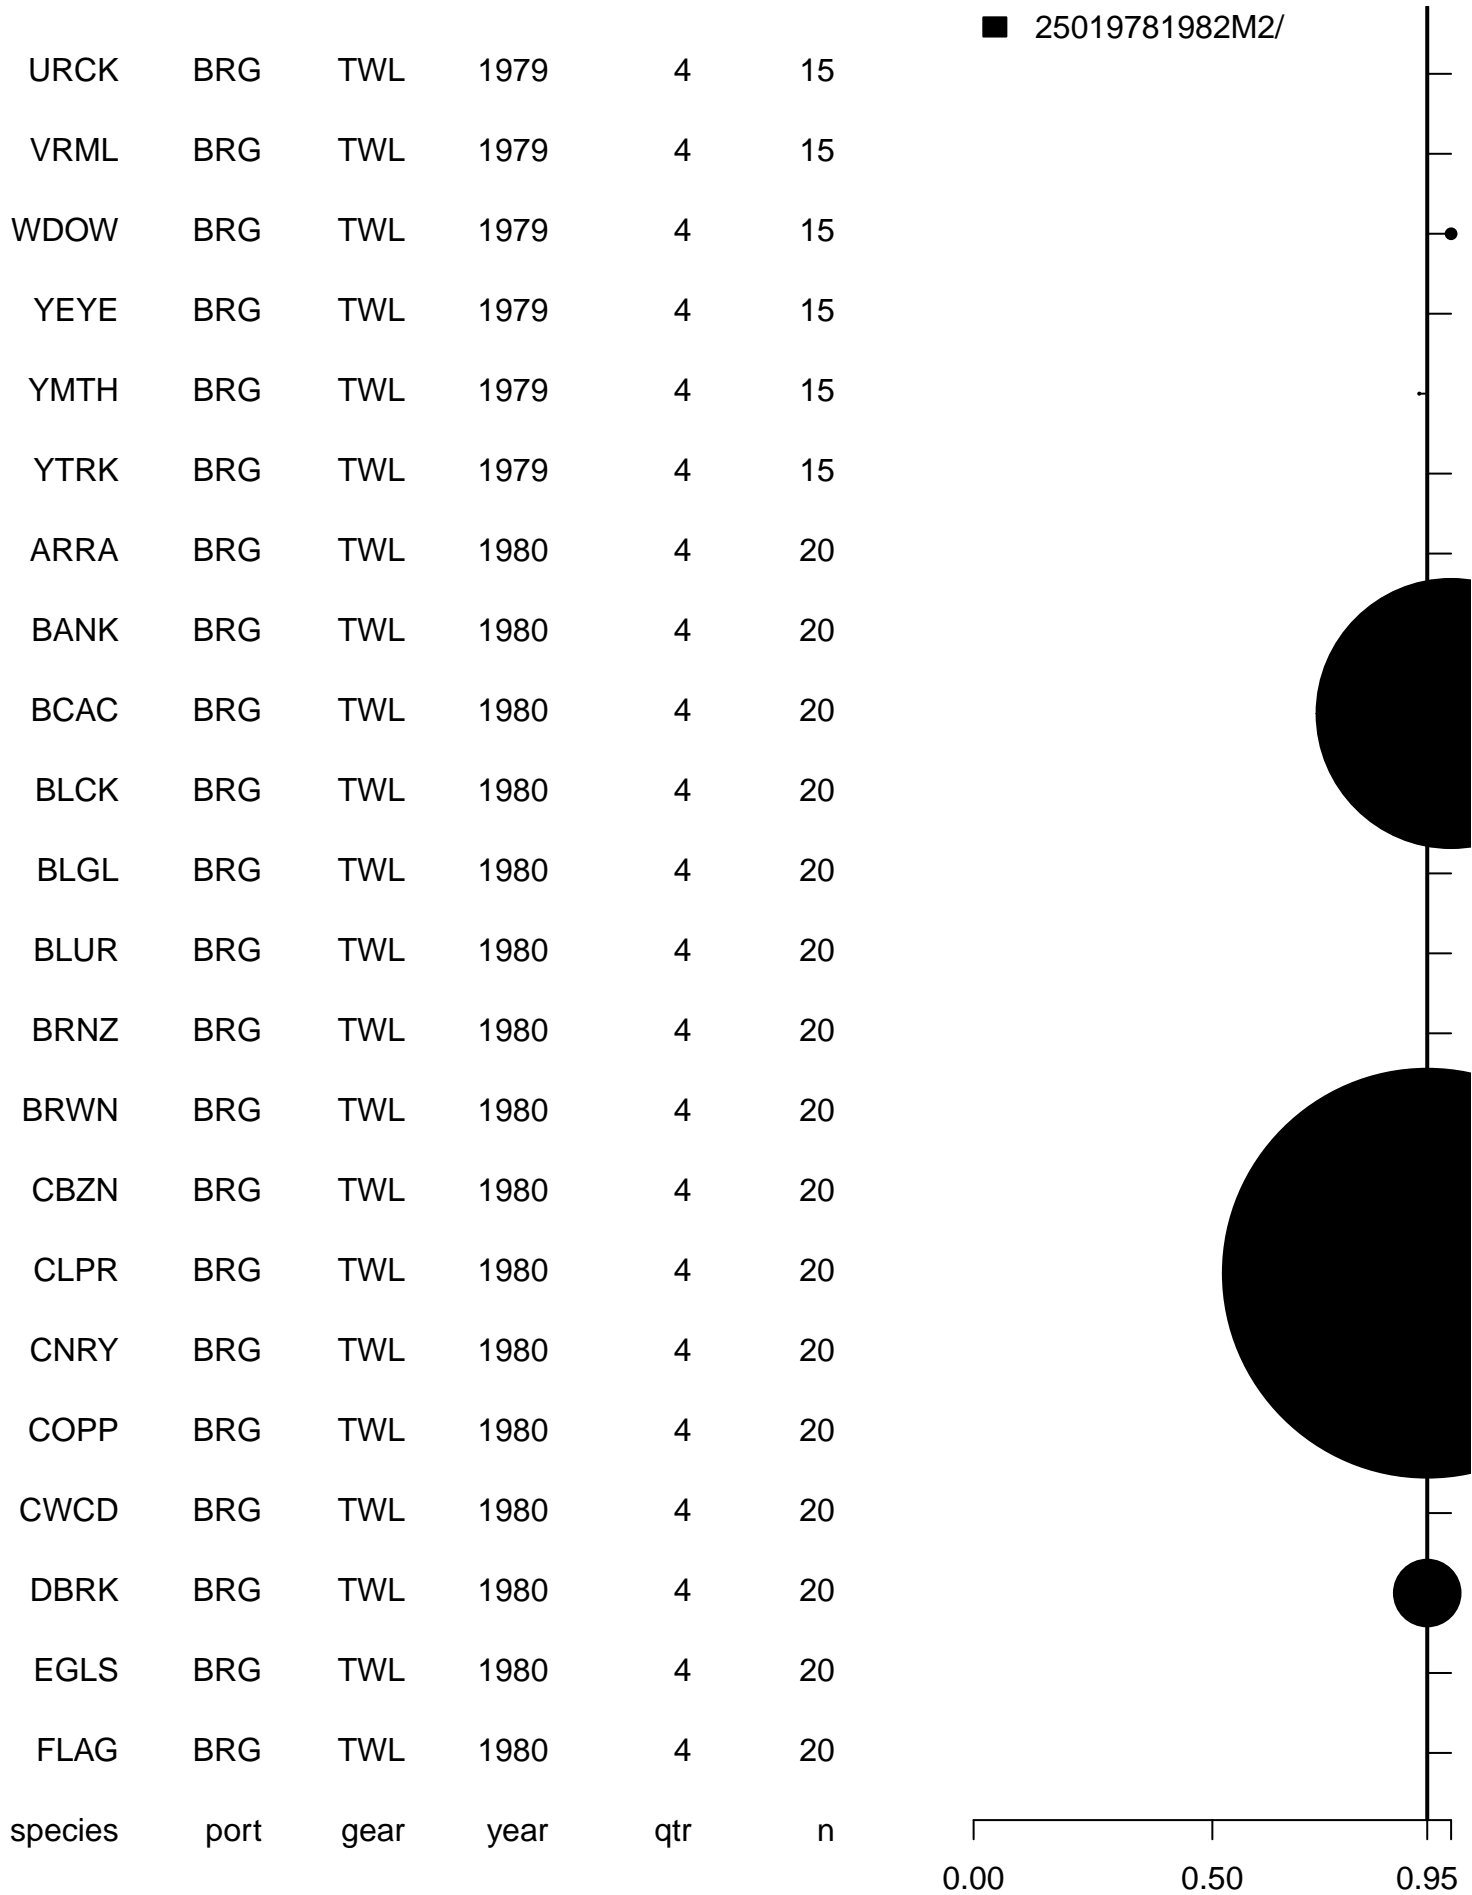 25019781982M2/
URCK BRG TWL 1979 4 15
VRML BRG TWL 1979 4 15
WDOW BRG TWL 1979 4 15
YEYE BRG TWL 1979 4 15
YMTH BRG TWL 1979 4 15
YTRK BRG TWL 1979 4 15
ARRA BRG TWL 1980 4 20
BANK BRG TWL 1980 4 20
BCAC BRG TWL 1980 4 20
BLCK BRG TWL 1980 4 20
BLGL BRG TWL 1980 4 20
BLUR BRG TWL 1980 4 20
BRNZ BRG TWL 1980 4 20
BRWN BRG TWL 1980 4 20
CBZN BRG TWL 1980 4 20
CLPR BRG TWL 1980 4 20
CNRY BRG TWL 1980 4 20
COPP BRG TWL 1980 4 20
CWCD BRG TWL 1980 4 20
DBRK BRG TWL 1980 4 20
EGLS BRG TWL 1980 4 20
FLAG BRG TWL 1980 4 20
species port gear year qtr n
0.00 0.50 0.95